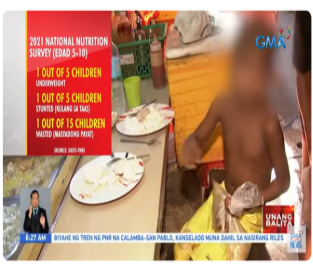 2021 NATIONAL NUTRITION
SURVEY (EDAD 5-10)
GMA
1 OUT OF 5 CHILDREN
UNDERWEIGHT
1 OUT OF 5 CHILDREN
STUNTED (KULANG SA TAAS)
1 OUT OF 15 CHILDREN
WASTED (MASYADONG PAYAT)
SOURCE: DOST-FNRI
UNANG
BALITA
6:27 AM BIYAHE NG TREN NG PNR NA CALAMBA-SAN PABLO, KANSELADO MUNA DAHIL SA NASIRANG RILES